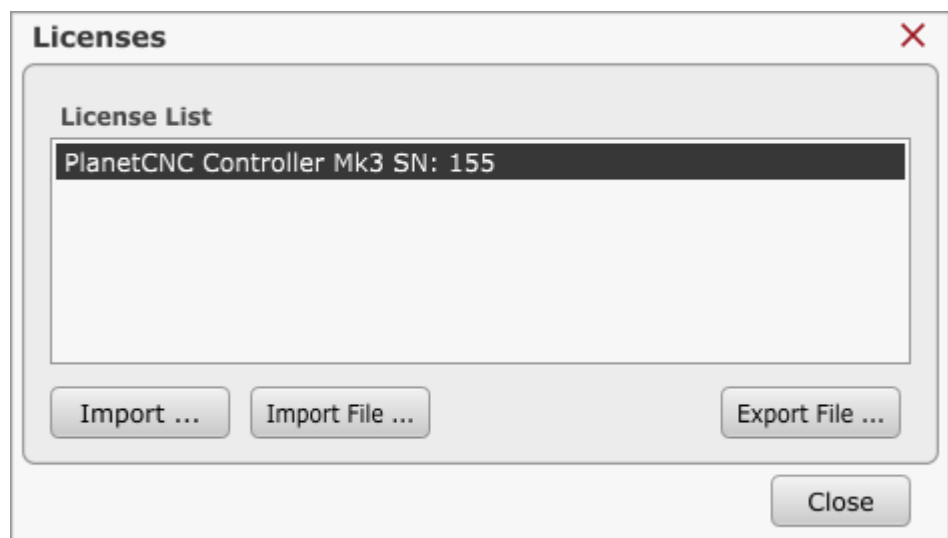 Licenses
License List
PlanetCNC Controller Mk3 SN: 155
Import ...
Import File ...
Export File ...
Close